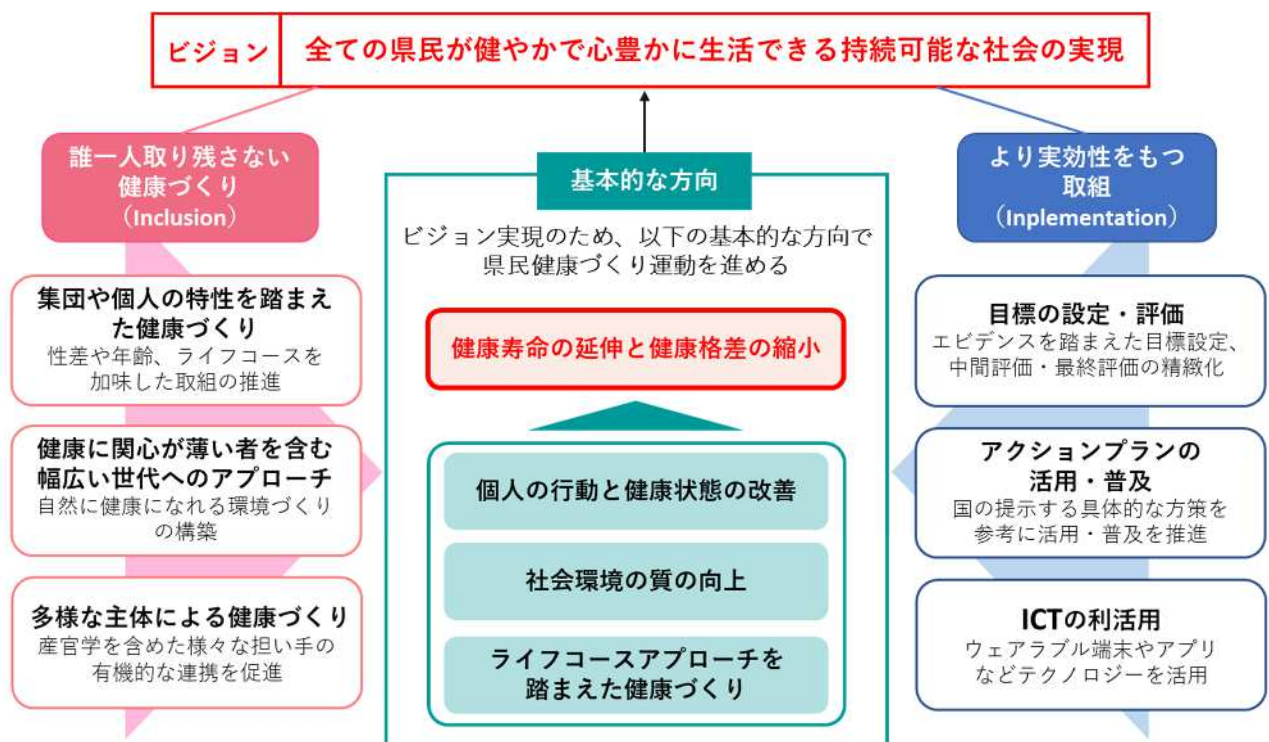 ビジョン
全ての県民が健やかで心豊かに生活できる持続可能な社会の実現
誰一人取り残さない
健康づくり
（Inclusion）
集団や個人の特性を踏まえ
た健康づくり
性差や年齢、ライフコースを
加味した取組の推進
健康に関心が薄い者を含む
幅広い世代へのアプローチ
自然に健康になれる環境づくり
の構築
多様な主体による健康づくり
産官学を含めた様々な担い手の
有機的な連携を促進
基本的な方向
ビジョン実現のため、以下の基本的な方向で
県民健康づくり運動を進める
健康寿命の延伸と健康格差の縮小
個人の行動と健康状態の改善
社会環境の質の向上
ライフコースアプローチを
踏まえた健康づくり
より実効性をもつ
取組
（Inplementation）
目標の設定・評価
エビデンスを踏まえた目標設定、
中間評価・最終評価の精緻化
アクションプランの
活用・普及
国の提示する具体的な方策を
参考に活用・普及を推進
ICTの利活用
ウェアラブル端末やアプリ
などテクノロジーを活用